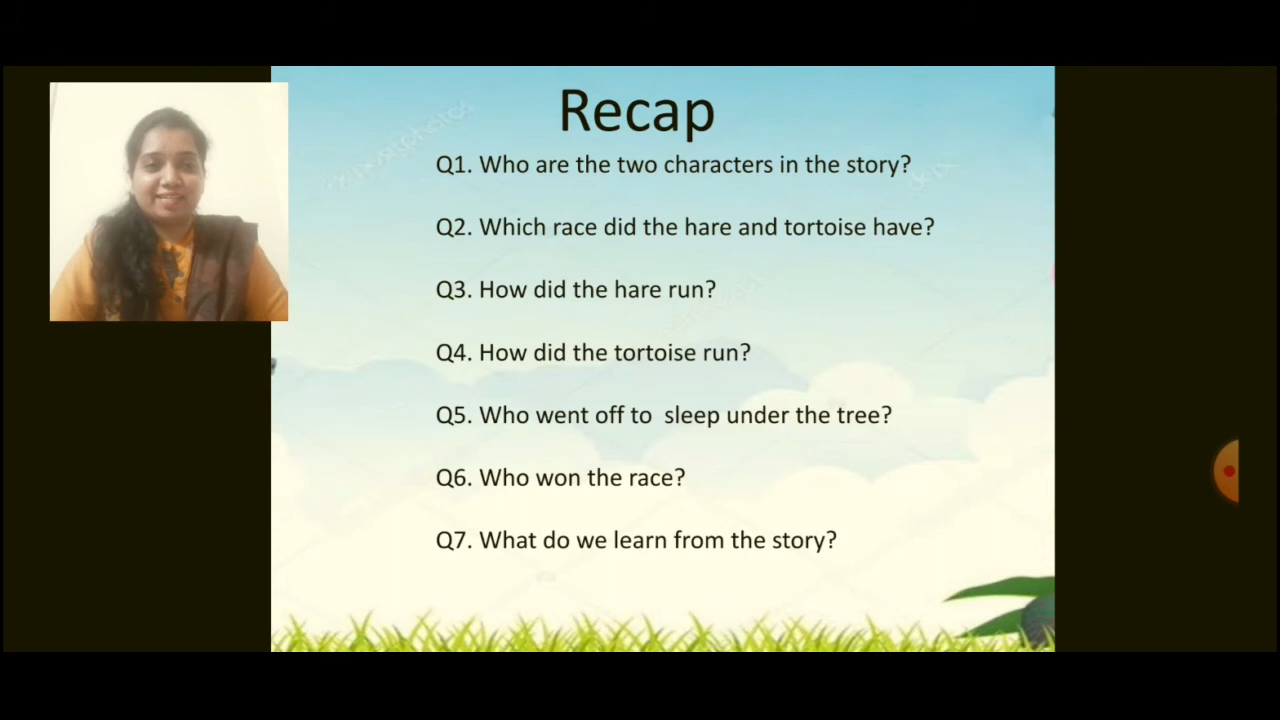 Recap
Q1. Who are the two characters in the story?
Q2. Which race did the hare and tortoise have?
Q3. How did the hare run?
Q4. How did the tortoise run?
Q5. Who went off to  sleep under the tree?
Q6. Who won the race?
Q7. What do we learn from the story?